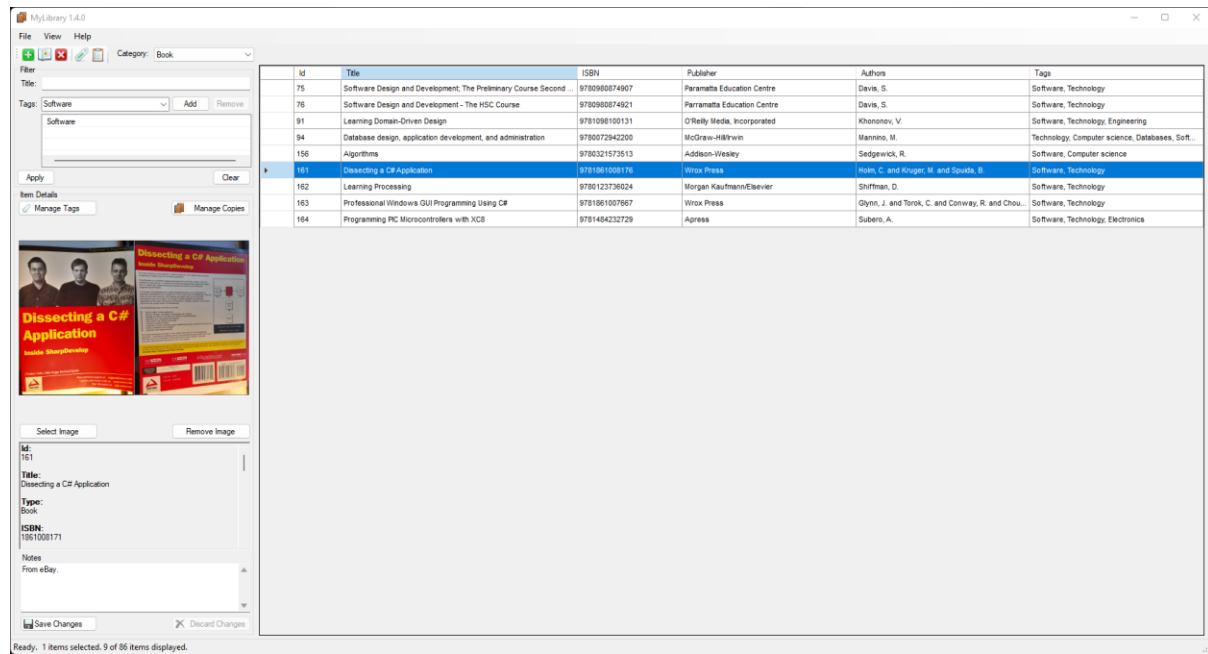 MyLibrary 1.4.0
File View Help
Category: Book
Filter
Title:
Tags: Software Add Remove
Software
Apply Clear
Item Details
Manage Tags Manage Copies
Dissecting a C#
Application
Inside SharpDevelop
Dissecting a C# Application
Inside SharpDevelop
Select Image Remove Image
Id:
161
Title:
Dissecting a C# Application
Type:
Book
ISBN:
1861008171
Notes
From eBay.
Save Changes Discard Changes
Id Title ISBN Publisher Authors Tags
75 Software Design and Development; The Preliminary Course Second ... 9780980874907 Paramatta Education Centre Davis, S. Software, Technology
76 Software Design and Development - The HSC Course 9780980874921 Parramatta Education Centre Davis, S. Software, Technology
91 Learning Domain-Driven Design 9781098100131 O'Reilly Media, Incorporated Khononov, V. Software, Technology, Engineering
94 Database design, application development, and administration 9780072942200 McGraw-Hill/Irwin Mannino, M. Technology, Computer science, Databases, Soft...
156 Algorithms 9780321573513 Addison-Wesley Sedgewick, R. Software, Computer science
161 Dissecting a C# Application 9781861008176 Wrox Press Holm, C. and Kruger, M. and Spuida, B. Software, Technology
162 Learning Processing 9780123736024 Morgan Kaufmann/Elsevier Shiffman, D. Software, Technology
163 Professional Windows GUI Programming Using C# 9781861007667 Wrox Press Glynn, J. and Torok, C. and Conway, R. and Chou... Software, Technology
164 Programming PIC Microcontrollers with XC8 9781484232729 Apress Subero, A. Software, Technology, Electronics
Ready. 1 items selected. 9 of 86 items displayed.